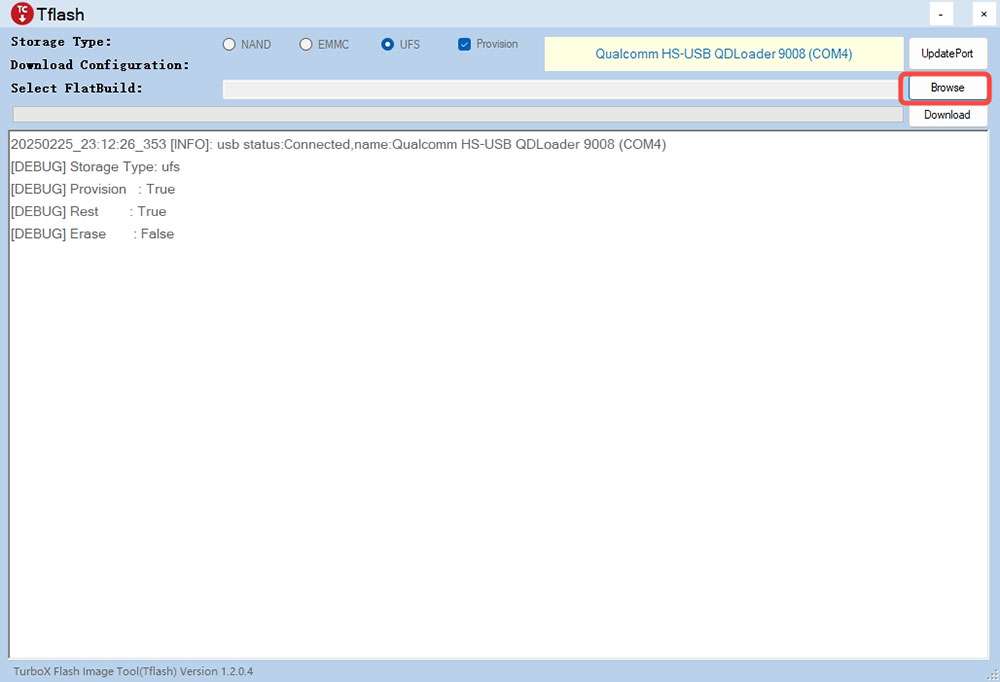 TC Tflash - ×
Storage Type: NAND EMMC UFS Provision Qualcomm HS-USB QDLoader 9008 (COM4) UpdatePort
Download Configuration:
Select FlatBuild: Browse
Download
20250225_23:12:26_353 [INFO]: usb status:Connected,name:Qualcomm HS-USB QDLoader 9008 (COM4)
[DEBUG] Storage Type: ufs
[DEBUG] Provision : True
[DEBUG] Rest : True
[DEBUG] Erase : False
TurboX Flash Image Tool(Tflash) Version 1.2.0.4